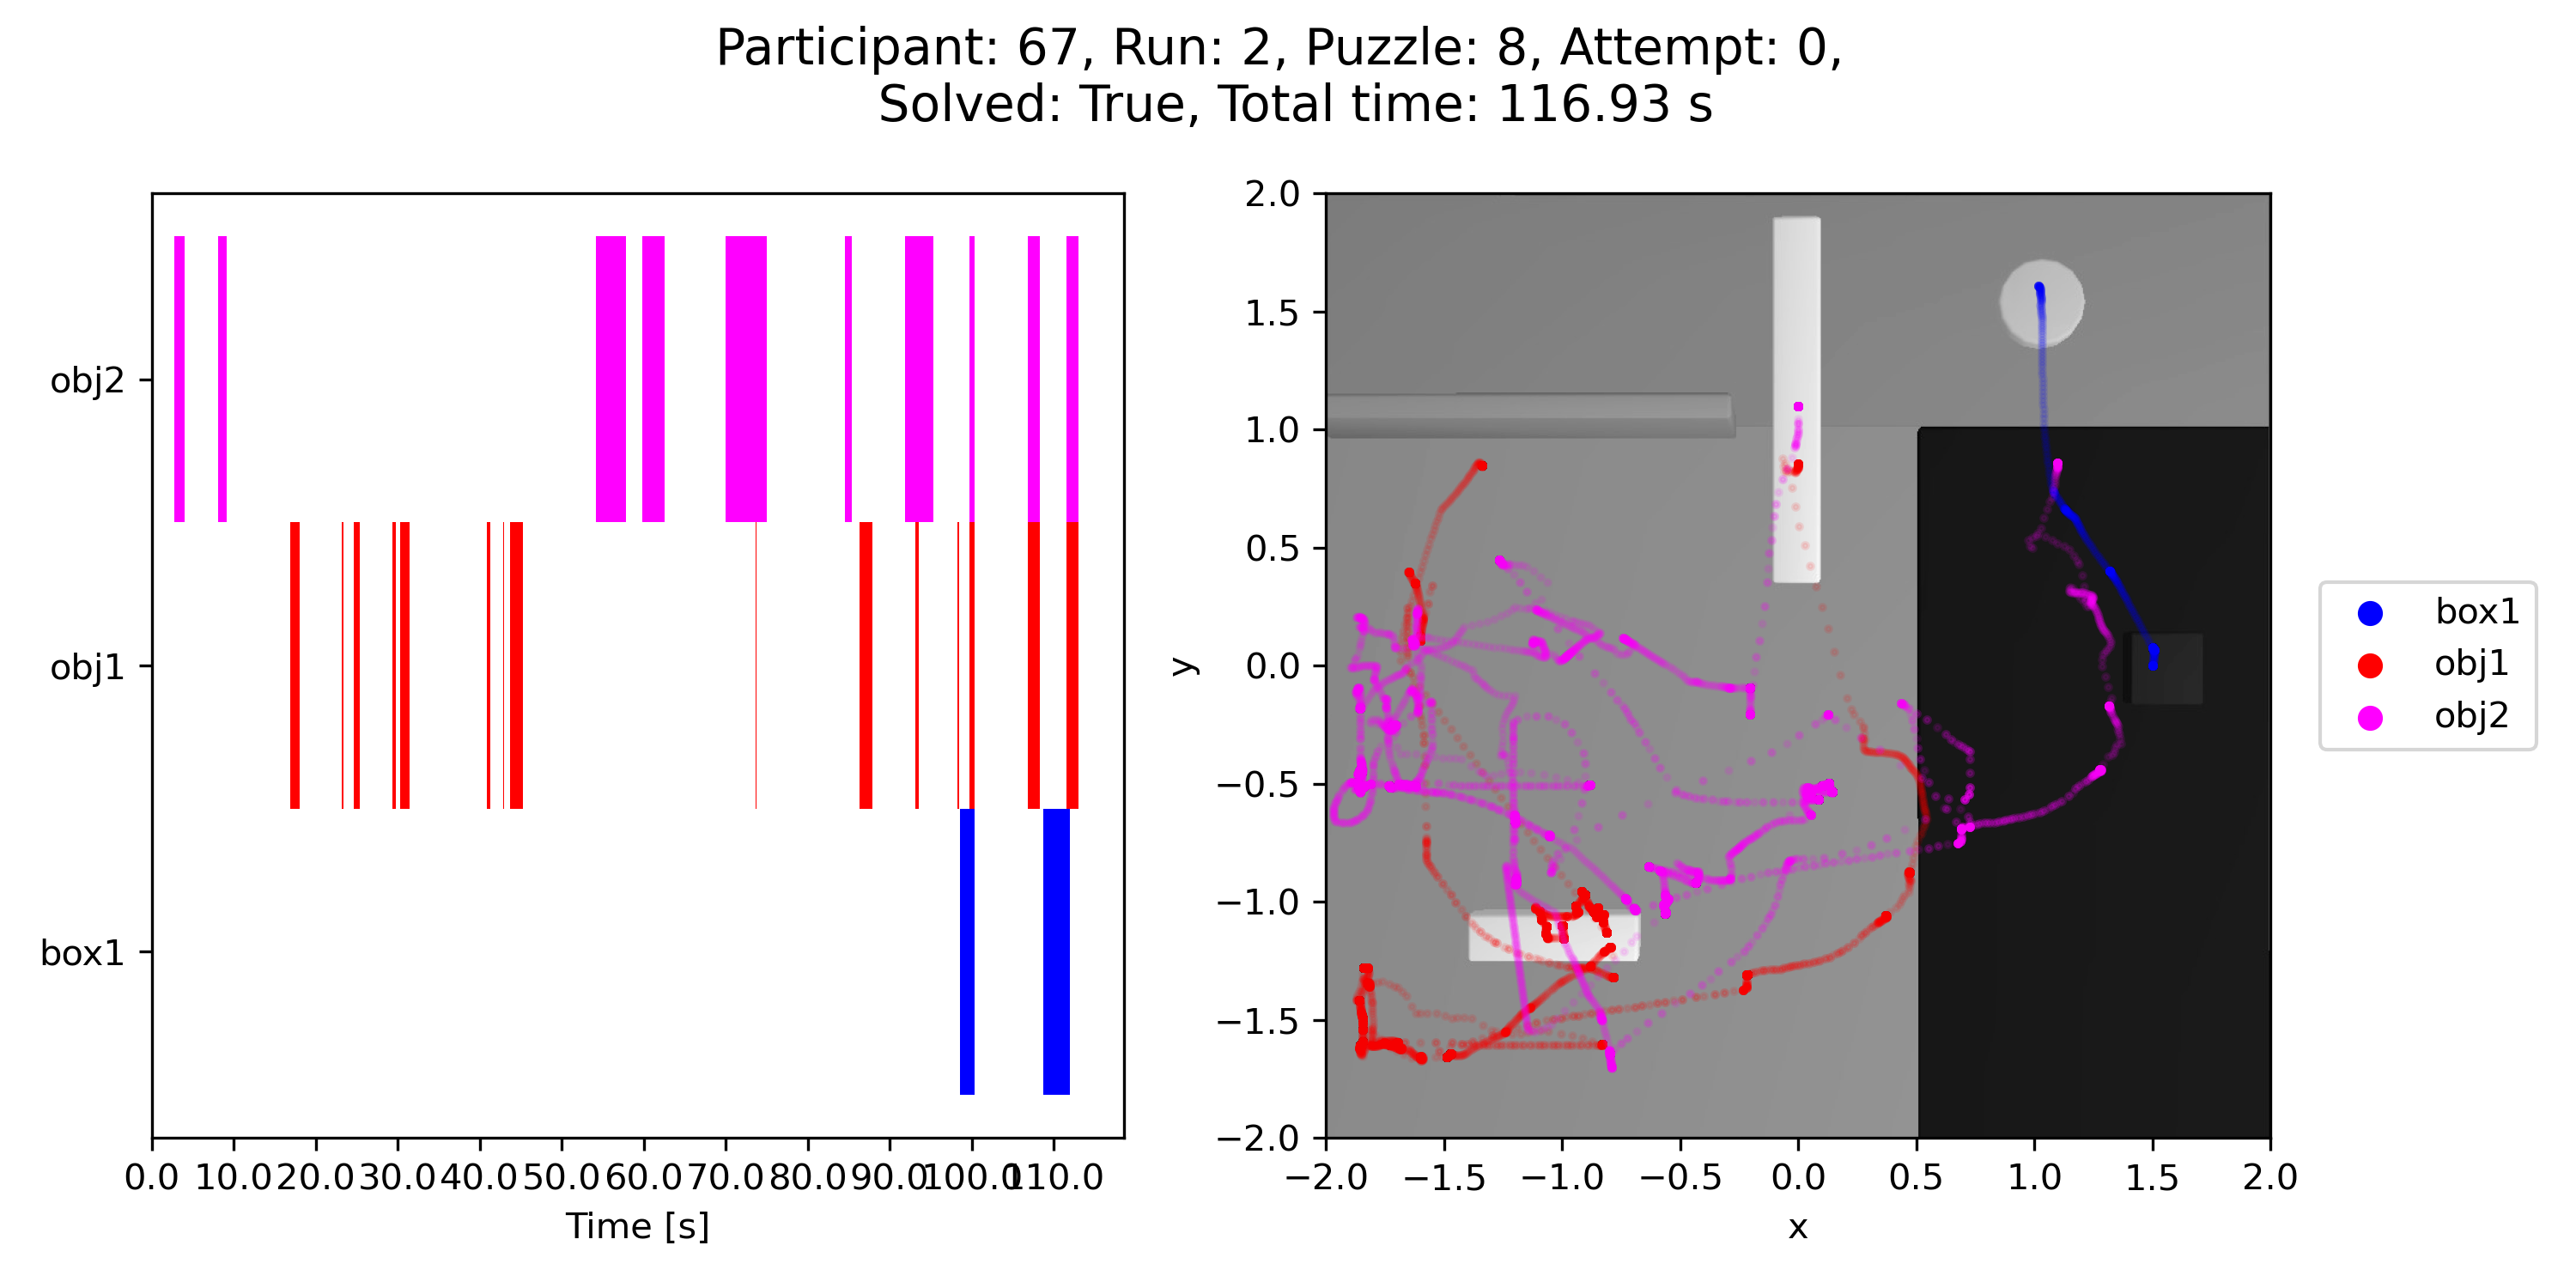 Participant: 67, Run: 2, Puzzle: 8, Attempt: 0,
Solved: True, Total time: 116.93 s
obj2
obj1
box1
0.0 10.0 20.0 30.0 40.0 50.0 60.0 70.0 80.0 90.0 100.0 110.0
Time [s]
2.0
1.5
1.0
0.5
0.0
−0.5
−1.0
−1.5
−2.0
y
−2.0 −1.5 −1.0 −0.5 0.0 0.5 1.0 1.5 2.0
x
box1
obj1
obj2